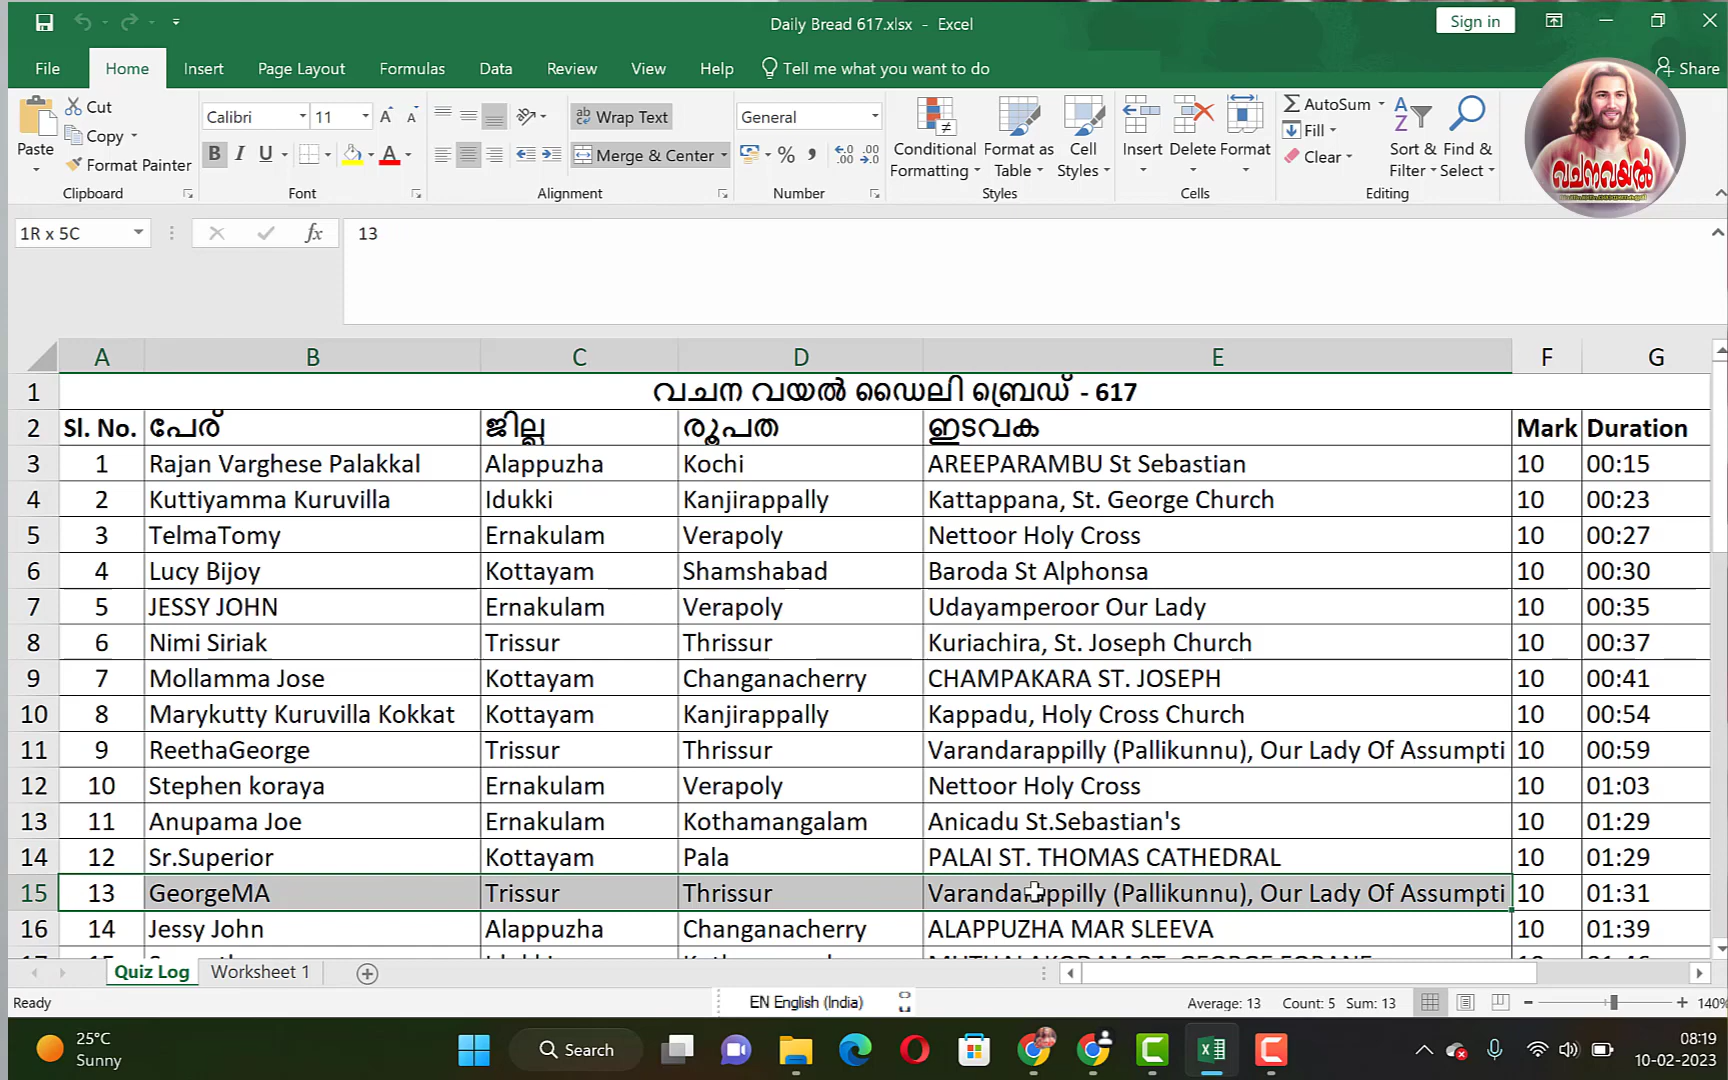 Daily Bread 617.xlsx - Excel
Sign in
File Home Insert Page Layout Formulas Data Review View Help Tell me what you want to do Share
Paste
Cut
Copy
Format Painter
Clipboard
Calibri 11
B I U A
Font
Wrap Text
Merge & Center
Alignment
General
% ,
Number
Conditional Formatting
Format as Table
Cell Styles
Styles
Insert Delete Format
Cells
AutoSum
Fill
Clear
Sort & Filter
Find & Select
Editing
വചനവയൽ
1R x 5C fx 13
A B C D E F G
1 വചന വയൽ ഡൈലി ബ്രെഡ് - 617
2 Sl. No. പേര് ജില്ല രൂപത ഇടവക Mark Duration
3 1 Rajan Varghese Palakkal Alappuzha Kochi AREEPARAMBU St Sebastian 10 00:15
4 2 Kuttiyamma Kuruvilla Idukki Kanjirappally Kattappana, St. George Church 10 00:23
5 3 TelmaTomy Ernakulam Verapoly Nettoor Holy Cross 10 00:27
6 4 Lucy Bijoy Kottayam Shamshabad Baroda St Alphonsa 10 00:30
7 5 JESSY JOHN Ernakulam Verapoly Udayamperoor Our Lady 10 00:35
8 6 Nimi Siriak Trissur Thrissur Kuriachira, St. Joseph Church 10 00:37
9 7 Mollamma Jose Kottayam Changanacherry CHAMPAKARA ST. JOSEPH 10 00:41
10 8 Marykutty Kuruvilla Kokkat Kottayam Kanjirappally Kappadu, Holy Cross Church 10 00:54
11 9 ReethaGeorge Trissur Thrissur Varandarappilly (Pallikunnu), Our Lady Of Assumpti 10 00:59
12 10 Stephen koraya Ernakulam Verapoly Nettoor Holy Cross 10 01:03
13 11 Anupama Joe Ernakulam Kothamangalam Anicadu St.Sebastian's 10 01:29
14 12 Sr.Superior Kottayam Pala PALAI ST. THOMAS CATHEDRAL 10 01:29
15 13 GeorgeMA Trissur Thrissur Varandarappilly (Pallikunnu), Our Lady Of Assumpti 10 01:31
16 14 Jessy John Alappuzha Changanacherry ALAPPUZHA MAR SLEEVA 10 01:39
Quiz Log Worksheet 1
Ready EN English (India) Average: 13 Count: 5 Sum: 13 140%
25°C
Sunny
Search
08:19
10-02-2023